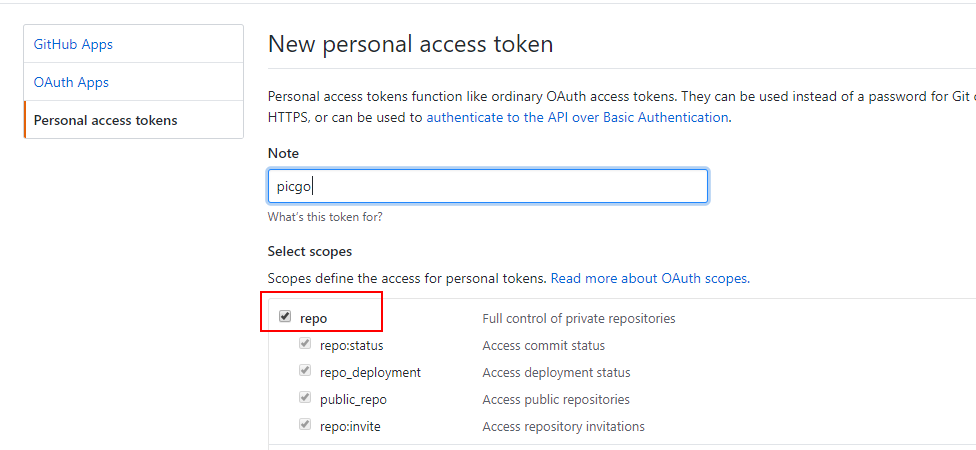 GitHub Apps
OAuth Apps
Personal access tokens
New personal access token
Personal access tokens function like ordinary OAuth access tokens. They can be used instead of a password for Git
HTTPS, or can be used to authenticate to the API over Basic Authentication.
Note
picgo
What's this token for?
Select scopes
Scopes define the access for personal tokens. Read more about OAuth scopes.
repo Full control of private repositories
repo:status Access commit status
repo_deployment Access deployment status
public_repo Access public repositories
repo:invite Access repository invitations